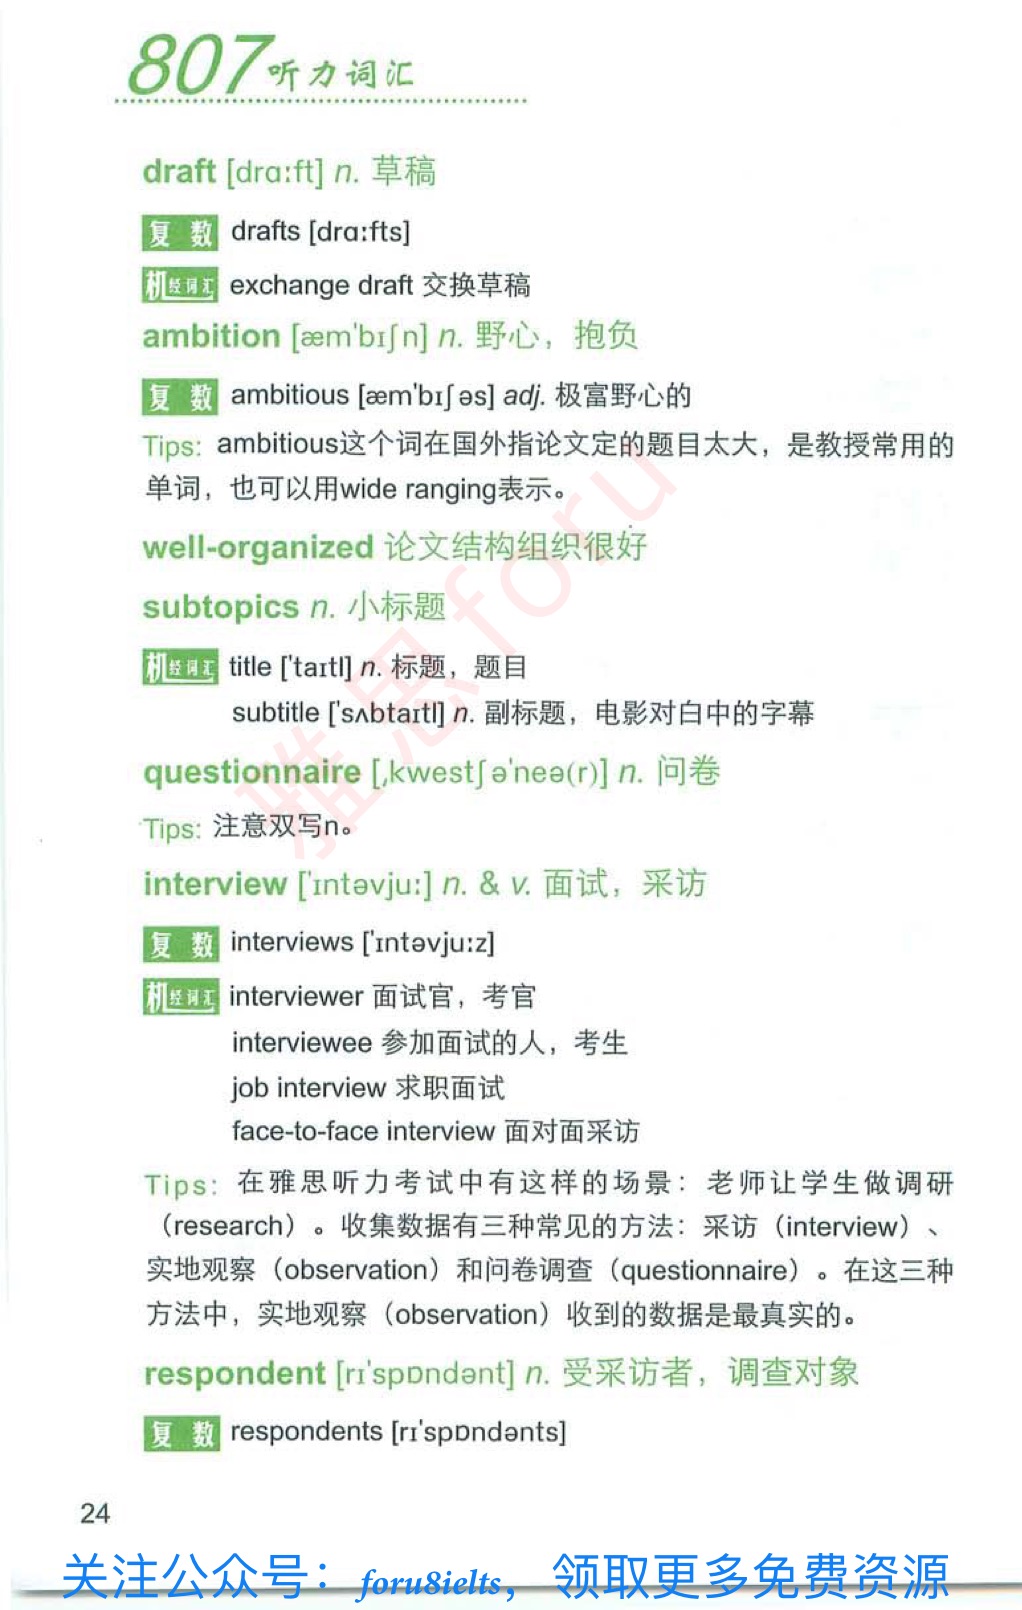 807听力词汇
draft [drɑːft] n. 草稿
复 数 drafts [drɑːfts]
机经词汇 exchange draft 交换草稿
ambition [æm'bɪʃn] n. 野心，抱负
复 数 ambitious [æm'bɪʃəs] adj. 极富野心的
Tips: ambitious这个词在国外指论文定的题目太大，是教授常用的
单词，也可以用wide ranging表示。
well-organized 论文结构组织很好
subtopics n. 小标题
机经词汇 title ['taɪtl] n. 标题，题目
subtitle ['sʌbtaɪtl] n. 副标题，电影对白中的字幕
questionnaire [ˌkwestʃə'neə(r)] n. 问卷
Tips: 注意双写n。
interview ['ɪntəvjuː] n. & v. 面试，采访
复 数 interviews ['ɪntəvjuːz]
机经词汇 interviewer 面试官，考官
interviewee 参加面试的人，考生
job interview 求职面试
face-to-face interview 面对面采访
Tips: 在雅思听力考试中有这样的场景：老师让学生做调研
（research）。收集数据有三种常见的方法：采访（interview）、
实地观察（observation）和问卷调查（questionnaire）。在这三种
方法中，实地观察（observation）收到的数据是最真实的。
respondent [rɪ'spɒndənt] n. 受采访者，调查对象
复 数 respondents [rɪ'spɒndənts]
雅思foru
24
关注公众号：foru8ielts，领取更多免费资源